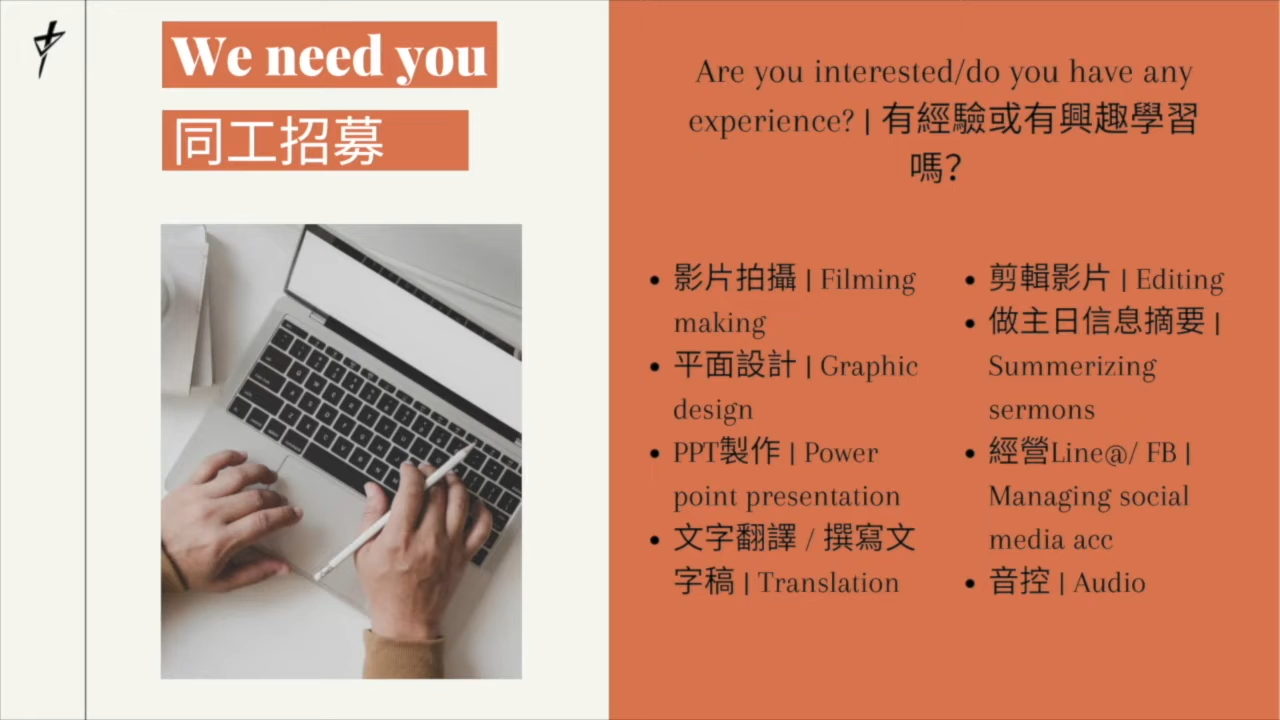 We need you
同工招募
Are you interested/do you have any
experience? | 有經驗或有興趣學習
嗎?
• 影片拍攝 | Filming
making
• 平面設計 | Graphic
design
• PPT製作 | Power
point presentation
• 文字翻譯 / 撰寫文
字稿 | Translation
• 剪輯影片 | Editing
• 做主日信息摘要 |
Summerizing
sermons
• 經營Line@/ FB |
Managing social
media acc
• 音控 | Audio